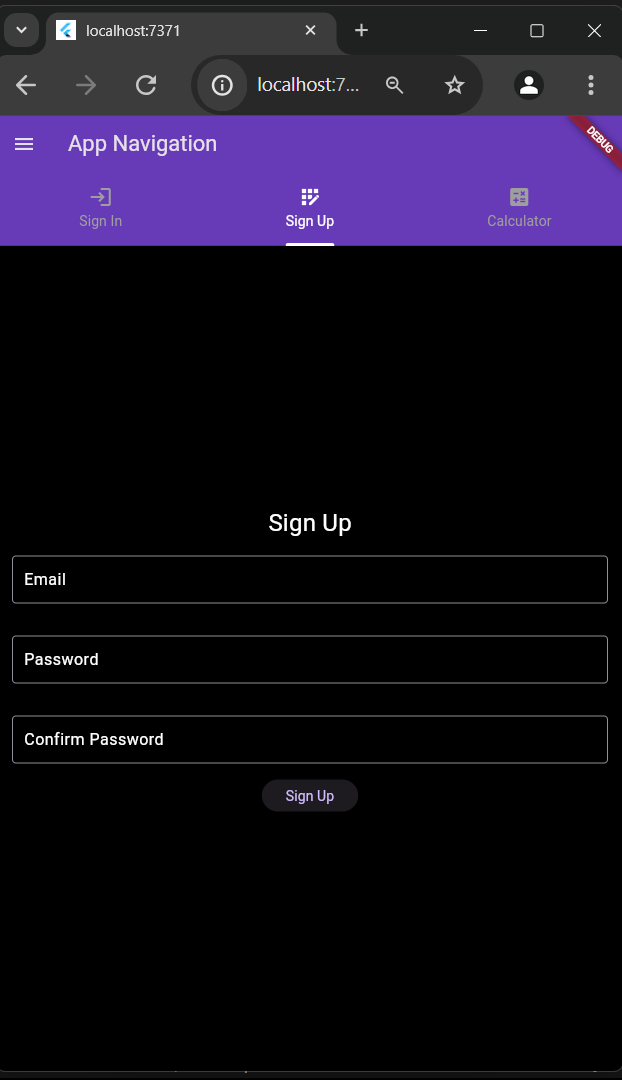 localhost:7371
localhost:7...
App Navigation
DEBUG
Sign In
Sign Up
Calculator
Sign Up
Email
Password
Confirm Password
Sign Up